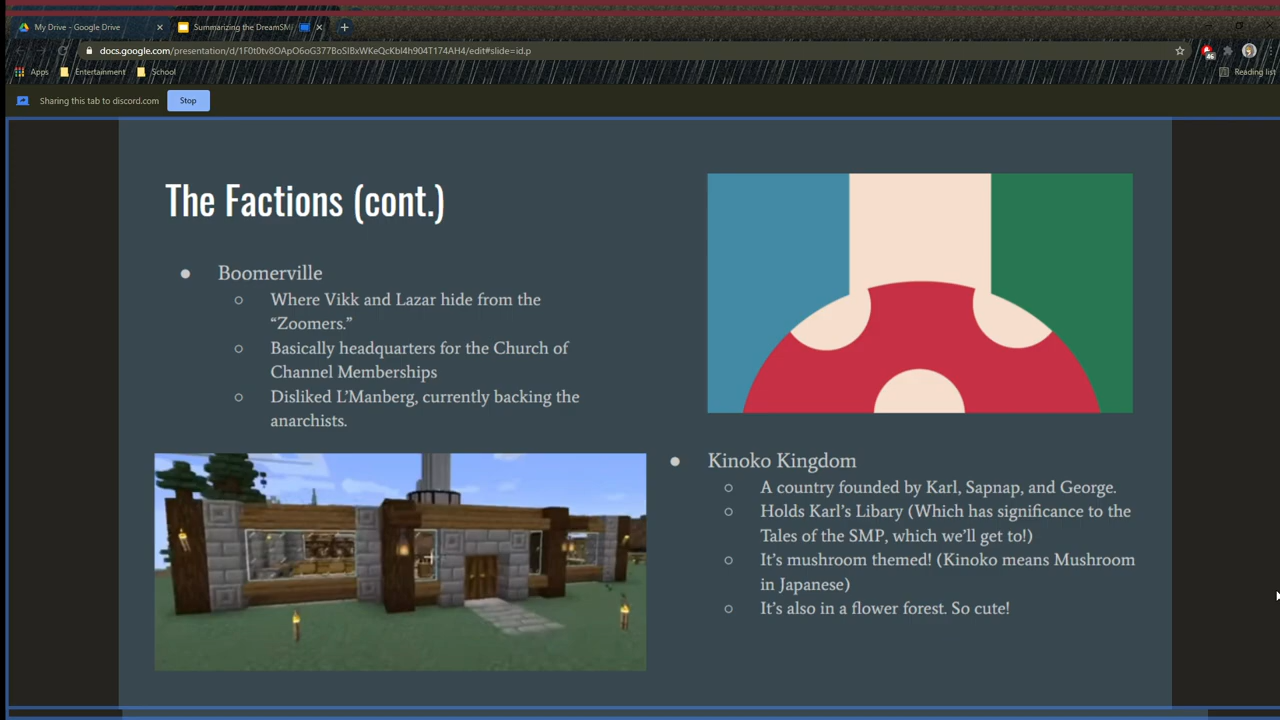 My Drive – Google Drive
Summarizing the DreamSM
docs.google.com/presentation/d/1F0t0tv8OApO6oG377BoSIBxWKeQcKbl4h904T174AH4/edit#slide=id.p
46
Apps
Entertainment
School
Reading list
Sharing this tab to discord.com
Stop
The Factions (cont.)
Boomerville
Where Vikk and Lazar hide from the
“Zoomers.”
Basically headquarters for the Church of
Channel Memberships
Disliked L’Manberg, currently backing the
anarchists.
Kinoko Kingdom
A country founded by Karl, Sapnap, and George.
Holds Karl’s Libary (Which has significance to the
Tales of the SMP, which we’ll get to!)
It’s mushroom themed! (Kinoko means Mushroom
in Japanese)
It’s also in a flower forest. So cute!